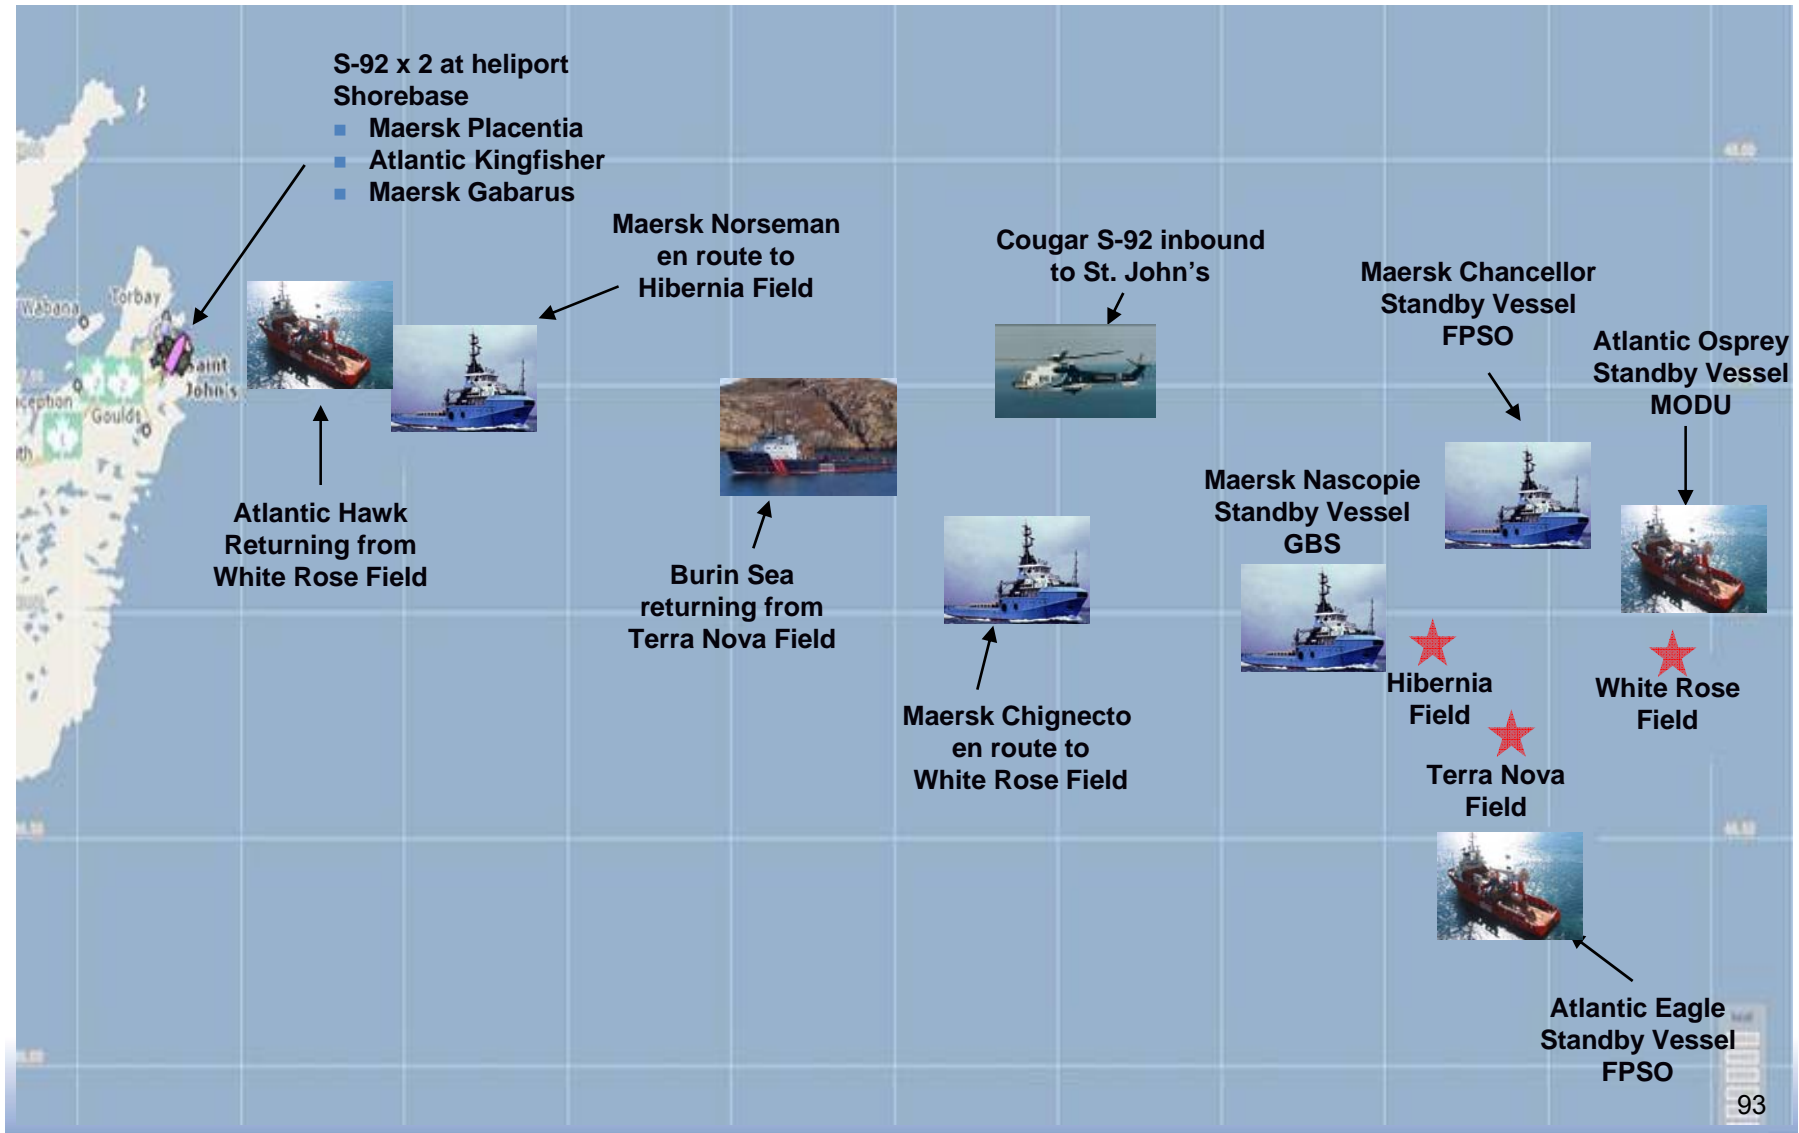 S-92 x 2 at heliport
Shorebase
Maersk Placentia
Atlantic Kingfisher
Maersk Gabarus
Maersk Norseman
en route to
Hibernia Field
Cougar S-92 inbound
to St. John’s
Maersk Chancellor
Standby Vessel
FPSO
Atlantic Osprey
Standby Vessel
MODU
Wabana
Torbay
Saint
John's
Goulds
Atlantic Hawk
Returning from
White Rose Field
Burin Sea
returning from
Terra Nova Field
Maersk Nascopie
Standby Vessel
GBS
Maersk Chignecto
en route to
White Rose Field
Hibernia
Field
White Rose
Field
Terra Nova
Field
Atlantic Eagle
Standby Vessel
FPSO
93